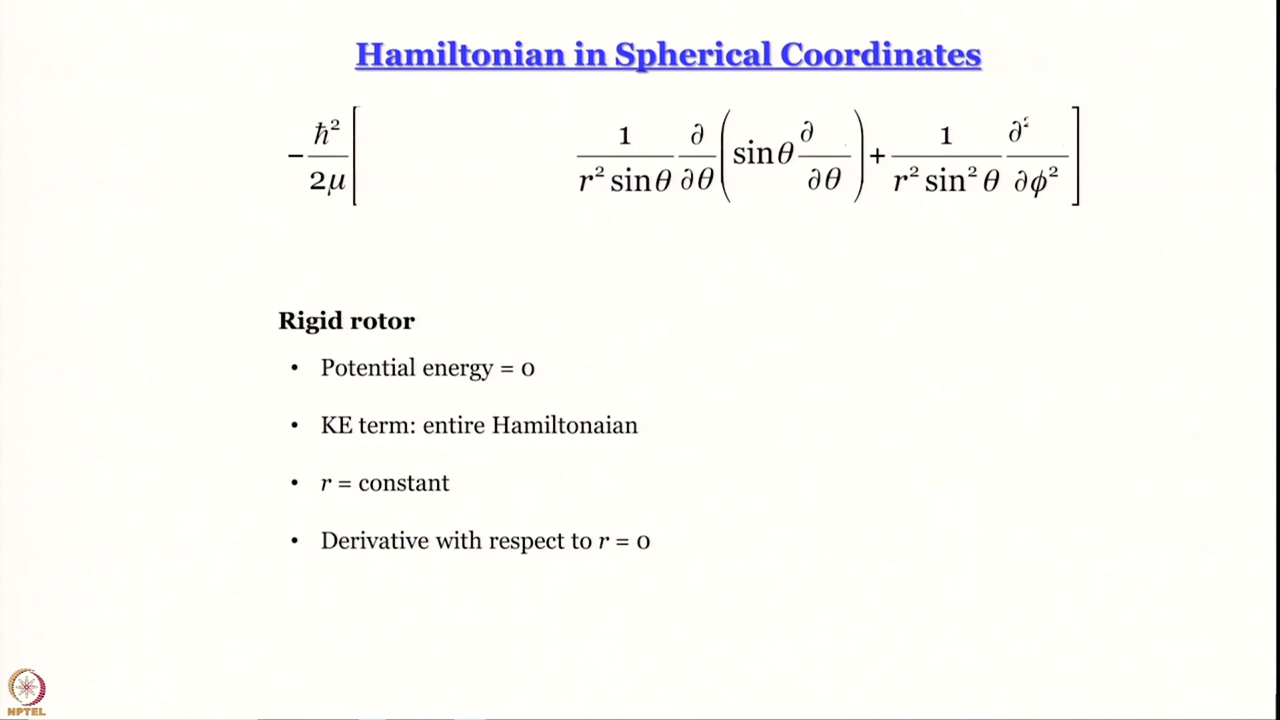 Hamiltonian in Spherical Coordinates
−ħ²/2μ [ 1/(r² sinθ) ∂/∂θ ( sinθ ∂/∂θ ) + 1/(r² sin² θ) ∂²/∂ϕ² ]
Rigid rotor
• Potential energy = 0
• KE term: entire Hamiltonaian
• r = constant
• Derivative with respect to r = 0
NPTEL